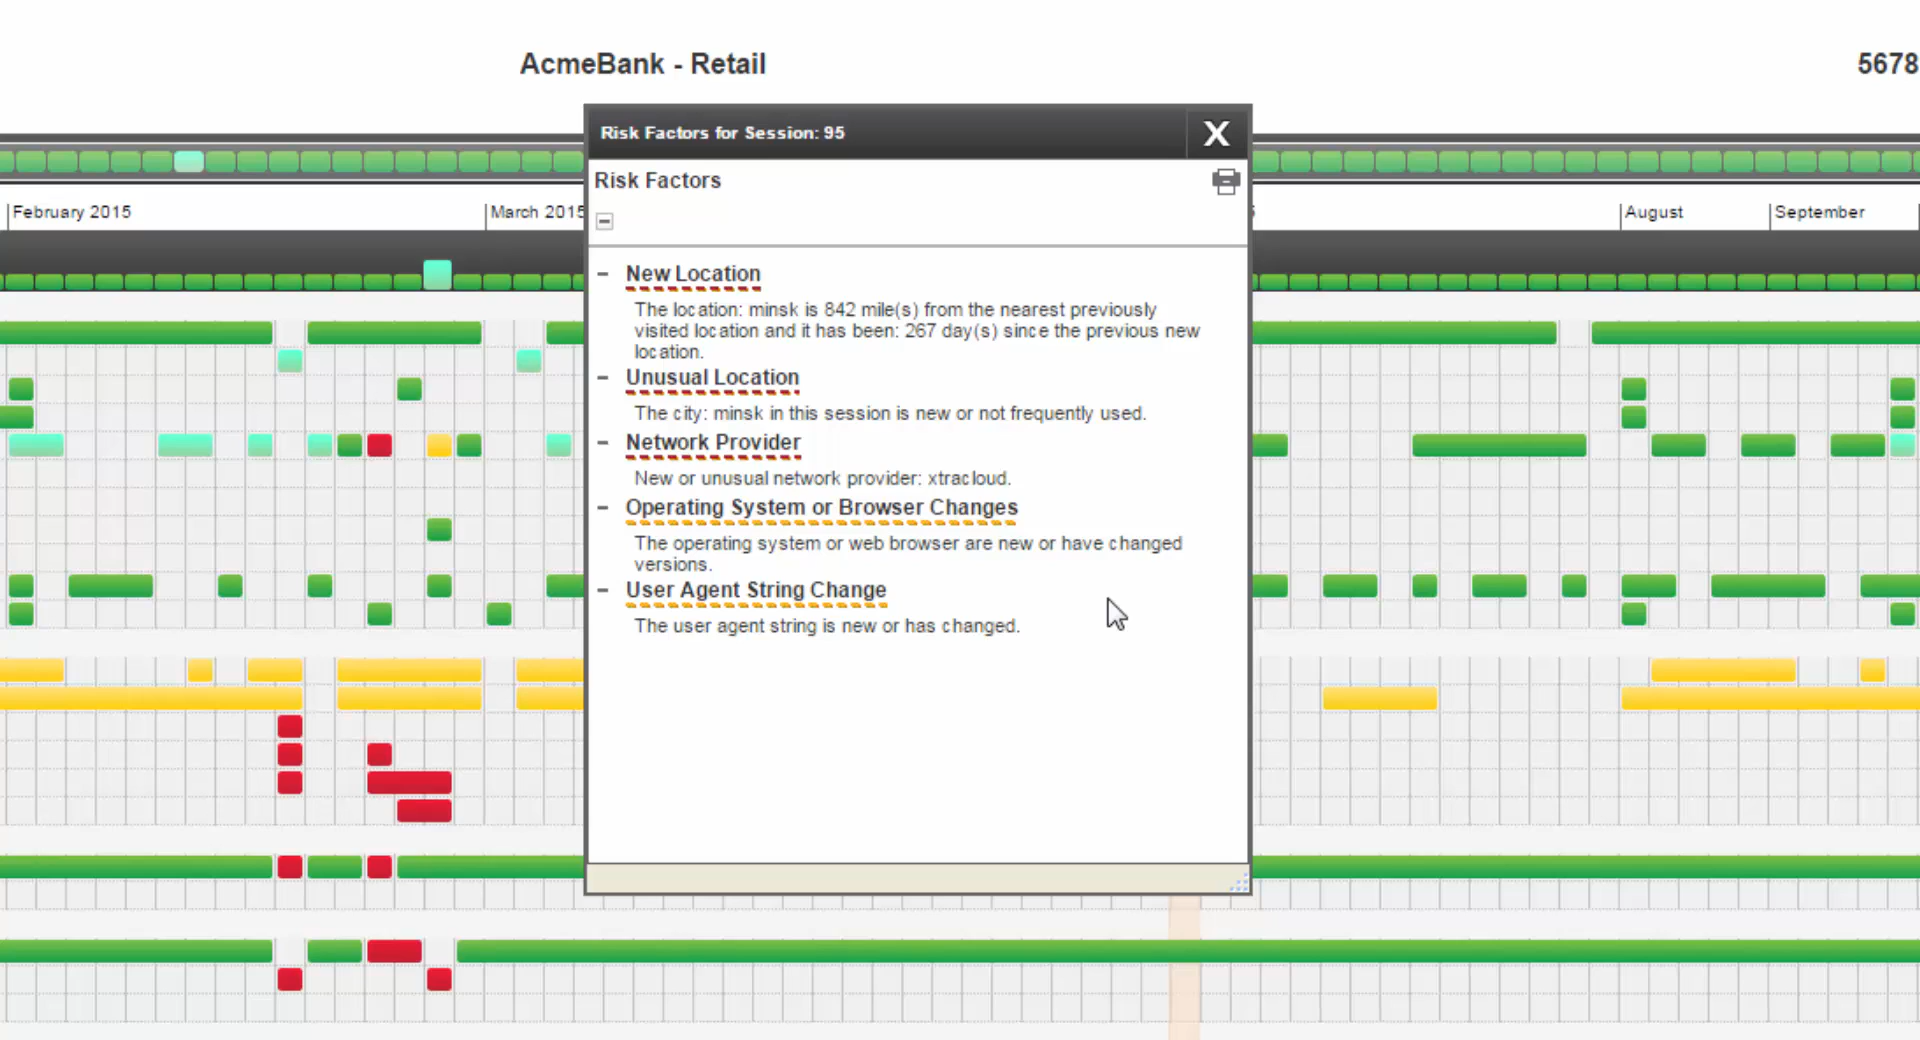 AcmeBank - Retail
5678
Risk Factors for Session: 95
X
Risk Factors
February 2015
March 2015
August
September
New Location
The location: minsk is 842 mile(s) from the nearest previously
visited location and it has been: 267 day(s) since the previous new
location.
Unusual Location
The city: minsk in this session is new or not frequently used.
Network Provider
New or unusual network provider: xtracloud.
Operating System or Browser Changes
The operating system or web browser are new or have changed
versions.
User Agent String Change
The user agent string is new or has changed.